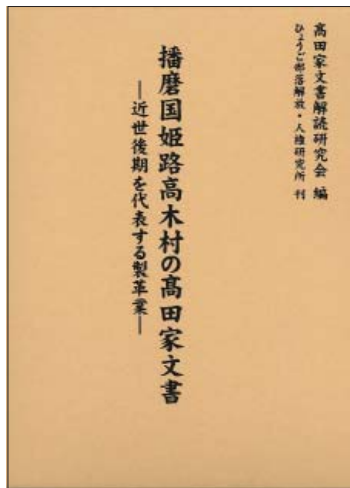 髙田家文書解読研究会 編
ひょうご部落解放・人権研究所 刊
播磨国姫路高木村の髙田家文書
―近世後期を代表する製革業―